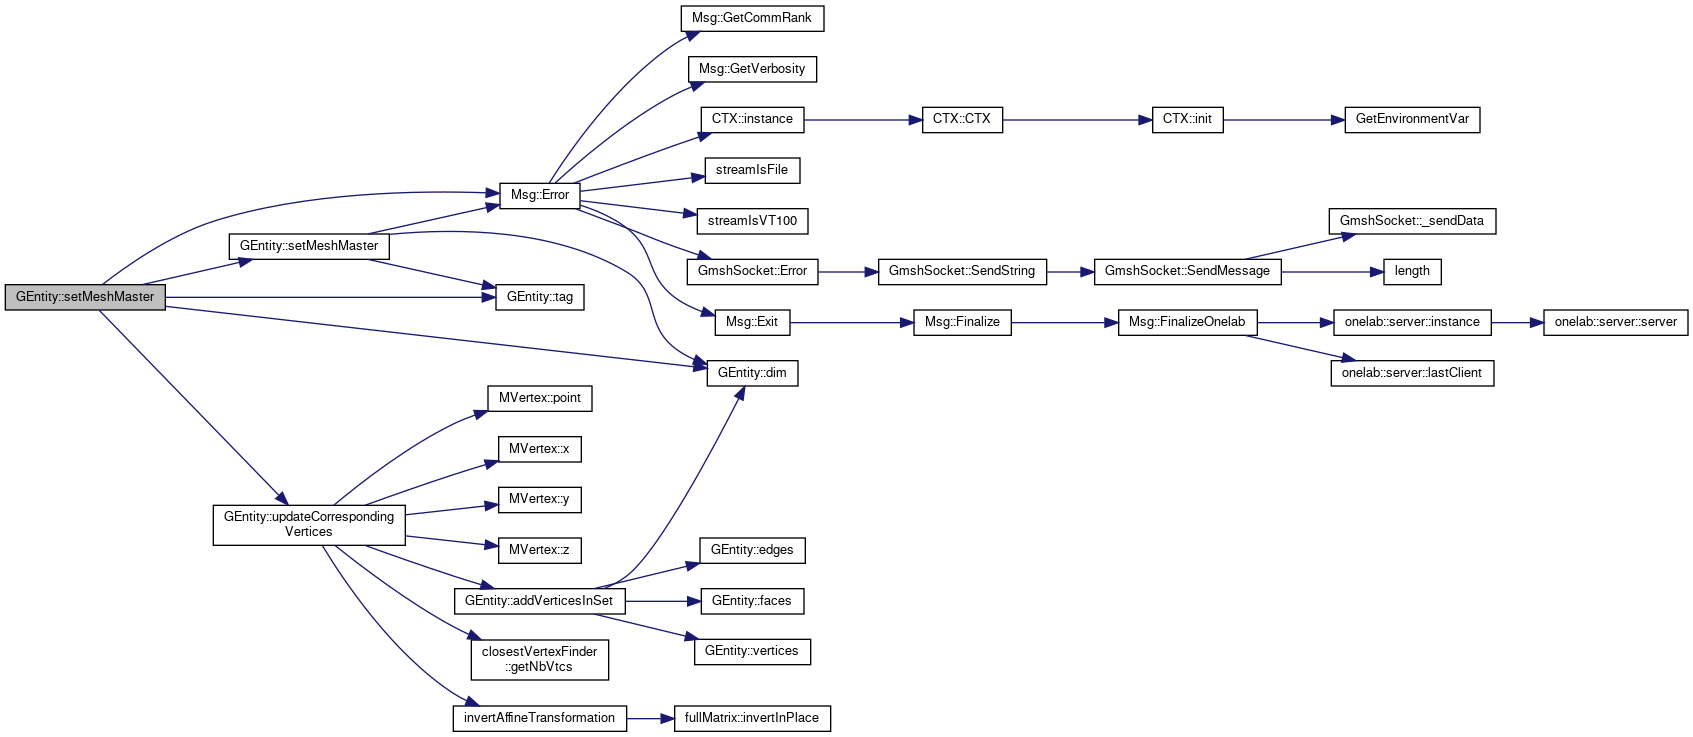 Msg::GetCommRank
Msg::GetVerbosity
CTX::instance
CTX::CTX
CTX::init
GetEnvironmentVar
streamIsFile
Msg::Error
streamIsVT100
GmshSocket::_sendData
GEntity::setMeshMaster
GmshSocket::Error
GmshSocket::SendString
GmshSocket::SendMessage
length
GEntity::setMeshMaster
GEntity::tag
Msg::Exit
Msg::Finalize
Msg::FinalizeOnelab
onelab::server::instance
onelab::server::server
GEntity::dim
onelab::server::lastClient
MVertex::point
MVertex::x
MVertex::y
GEntity::updateCorresponding
Vertices
MVertex::z
GEntity::edges
GEntity::addVerticesInSet
GEntity::faces
GEntity::vertices
closestVertexFinder
::getNbVtcs
invertAffineTransformation
fullMatrix::invertInPlace